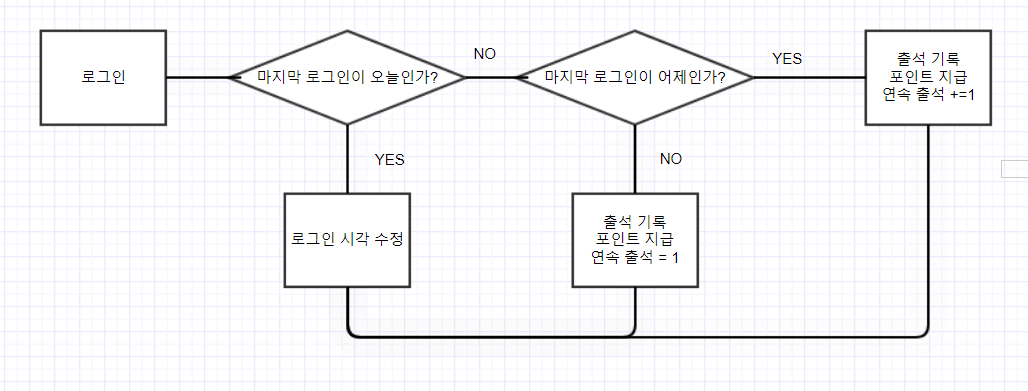 로그인
마지막 로그인이 오늘인가?
NO
마지막 로그인이 어제인가?
YES
출석 기록
포인트 지급
연속 출석 +=1
YES
NO
로그인 시각 수정
출석 기록
포인트 지급
연속 출석 = 1